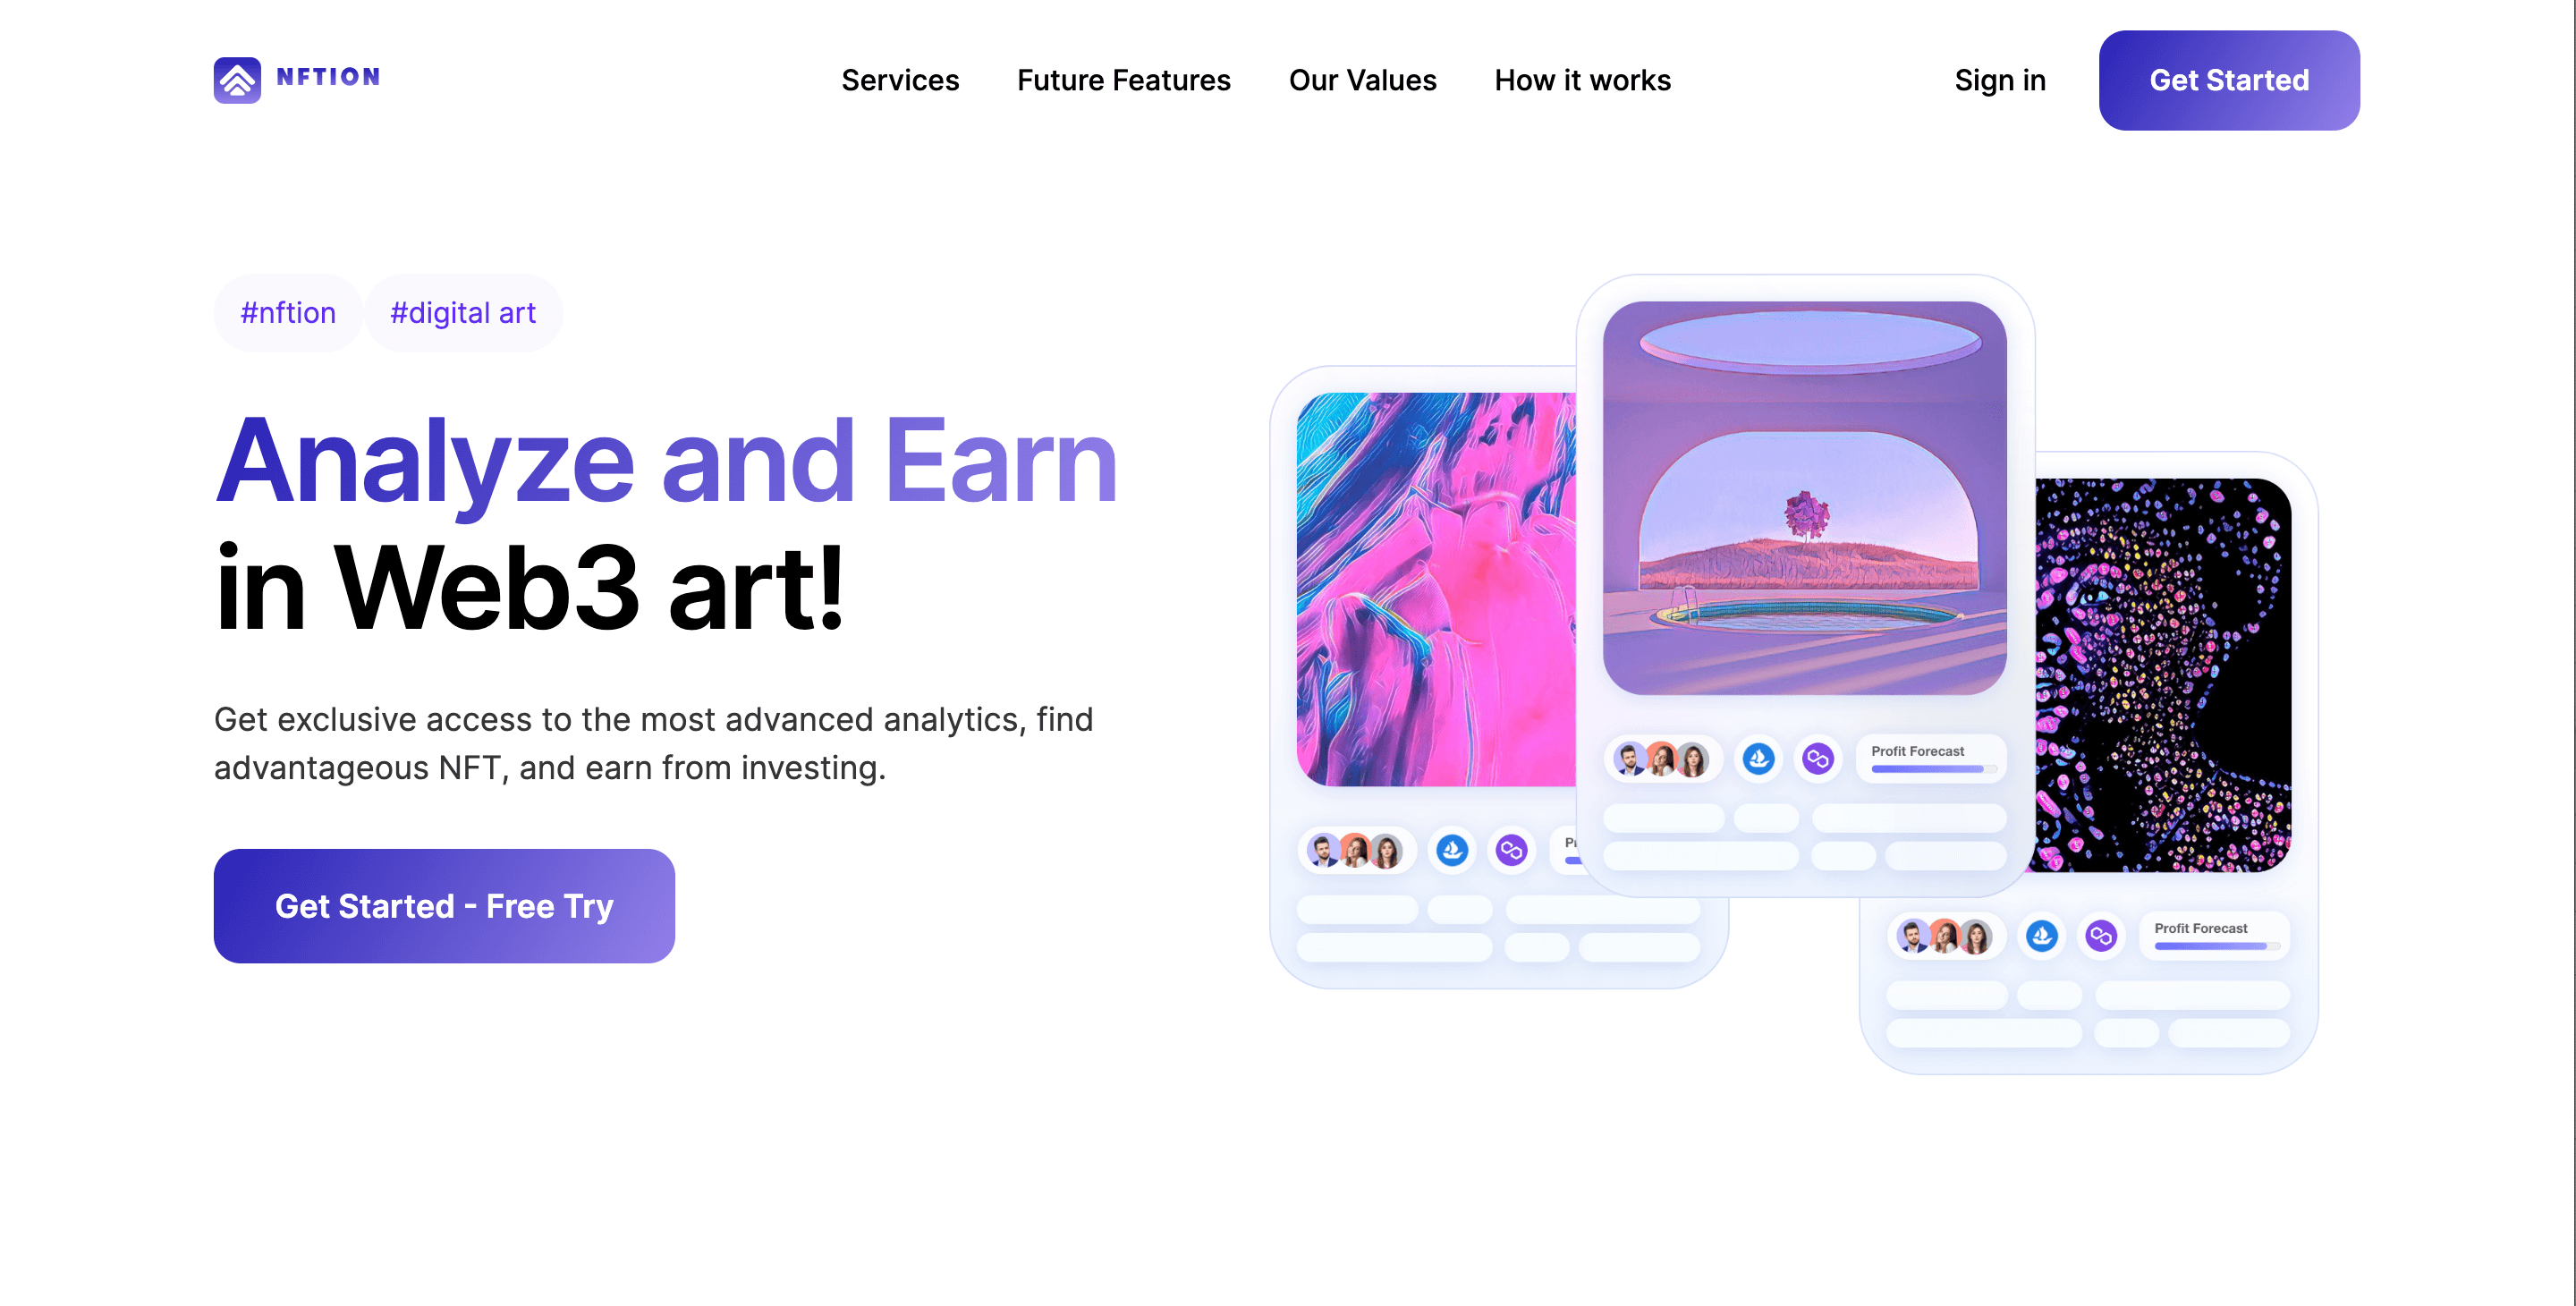 NFTION
Services
Future Features
Our Values
How it works
Sign in
Get Started
#nftion
#digital art
Analyze and Earn
in Web3 art!
Get exclusive access to the most advanced analytics, find
advantageous NFT, and earn from investing.
Get Started - Free Try
Profit Forecast
Profit Forecast